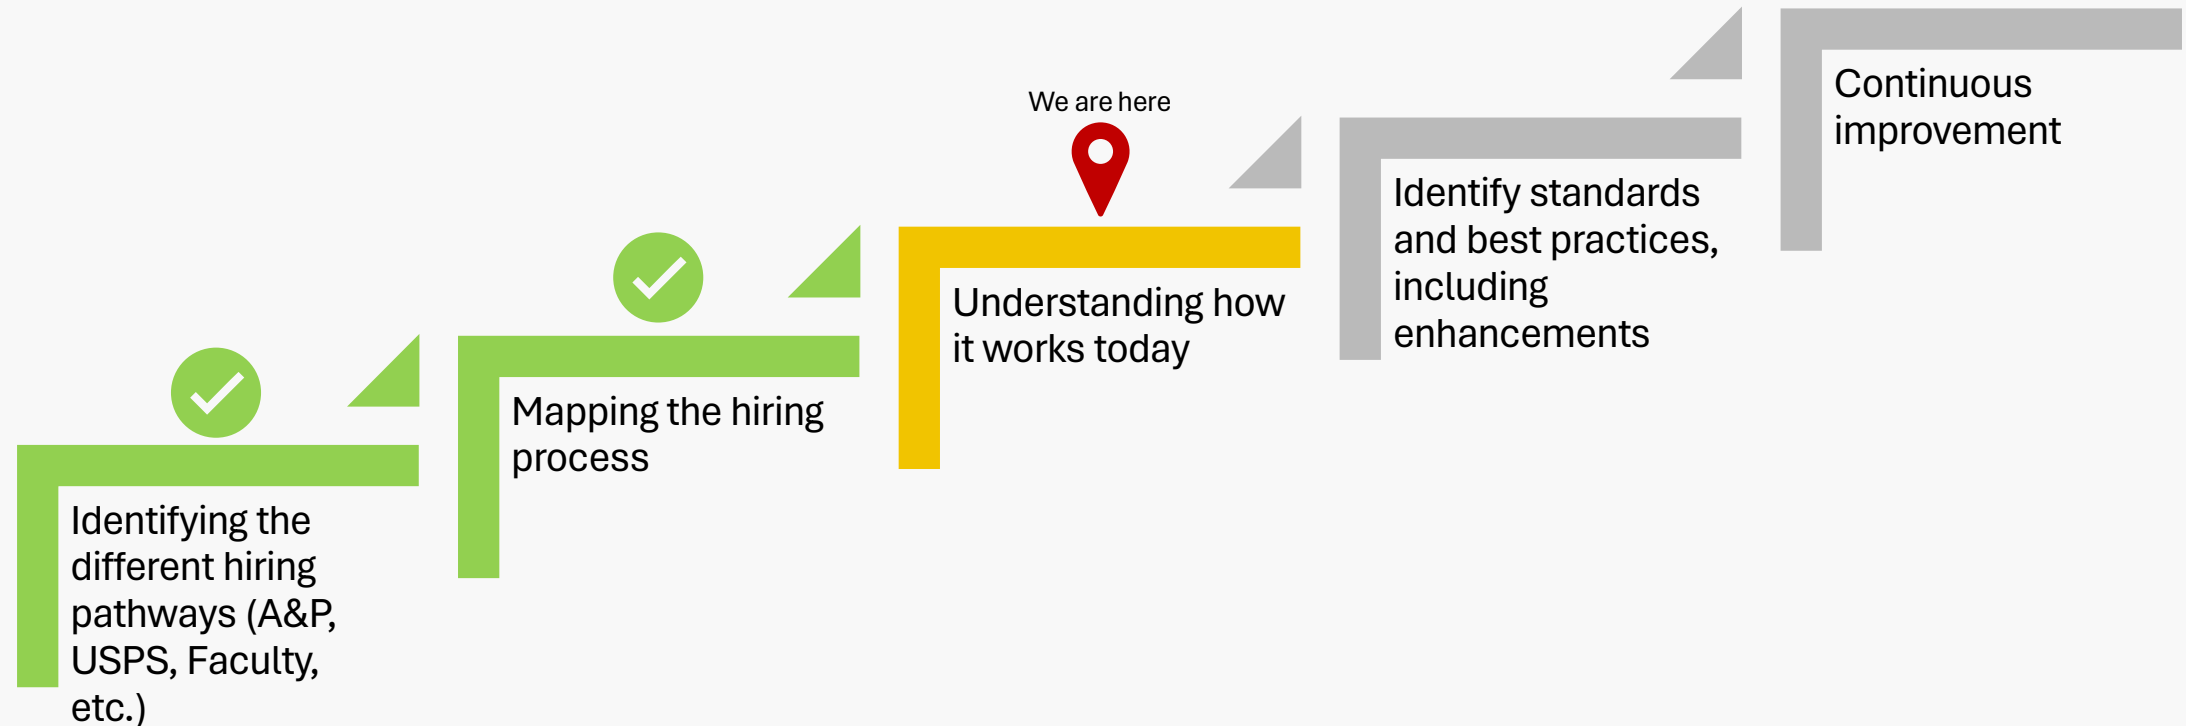 Identifying the
different hiring
pathways (A&P,
USPS, Faculty,
etc.)
Mapping the hiring
process
We are here
Understanding how
it works today
Identify standards
and best practices,
including
enhancements
Continuous
improvement